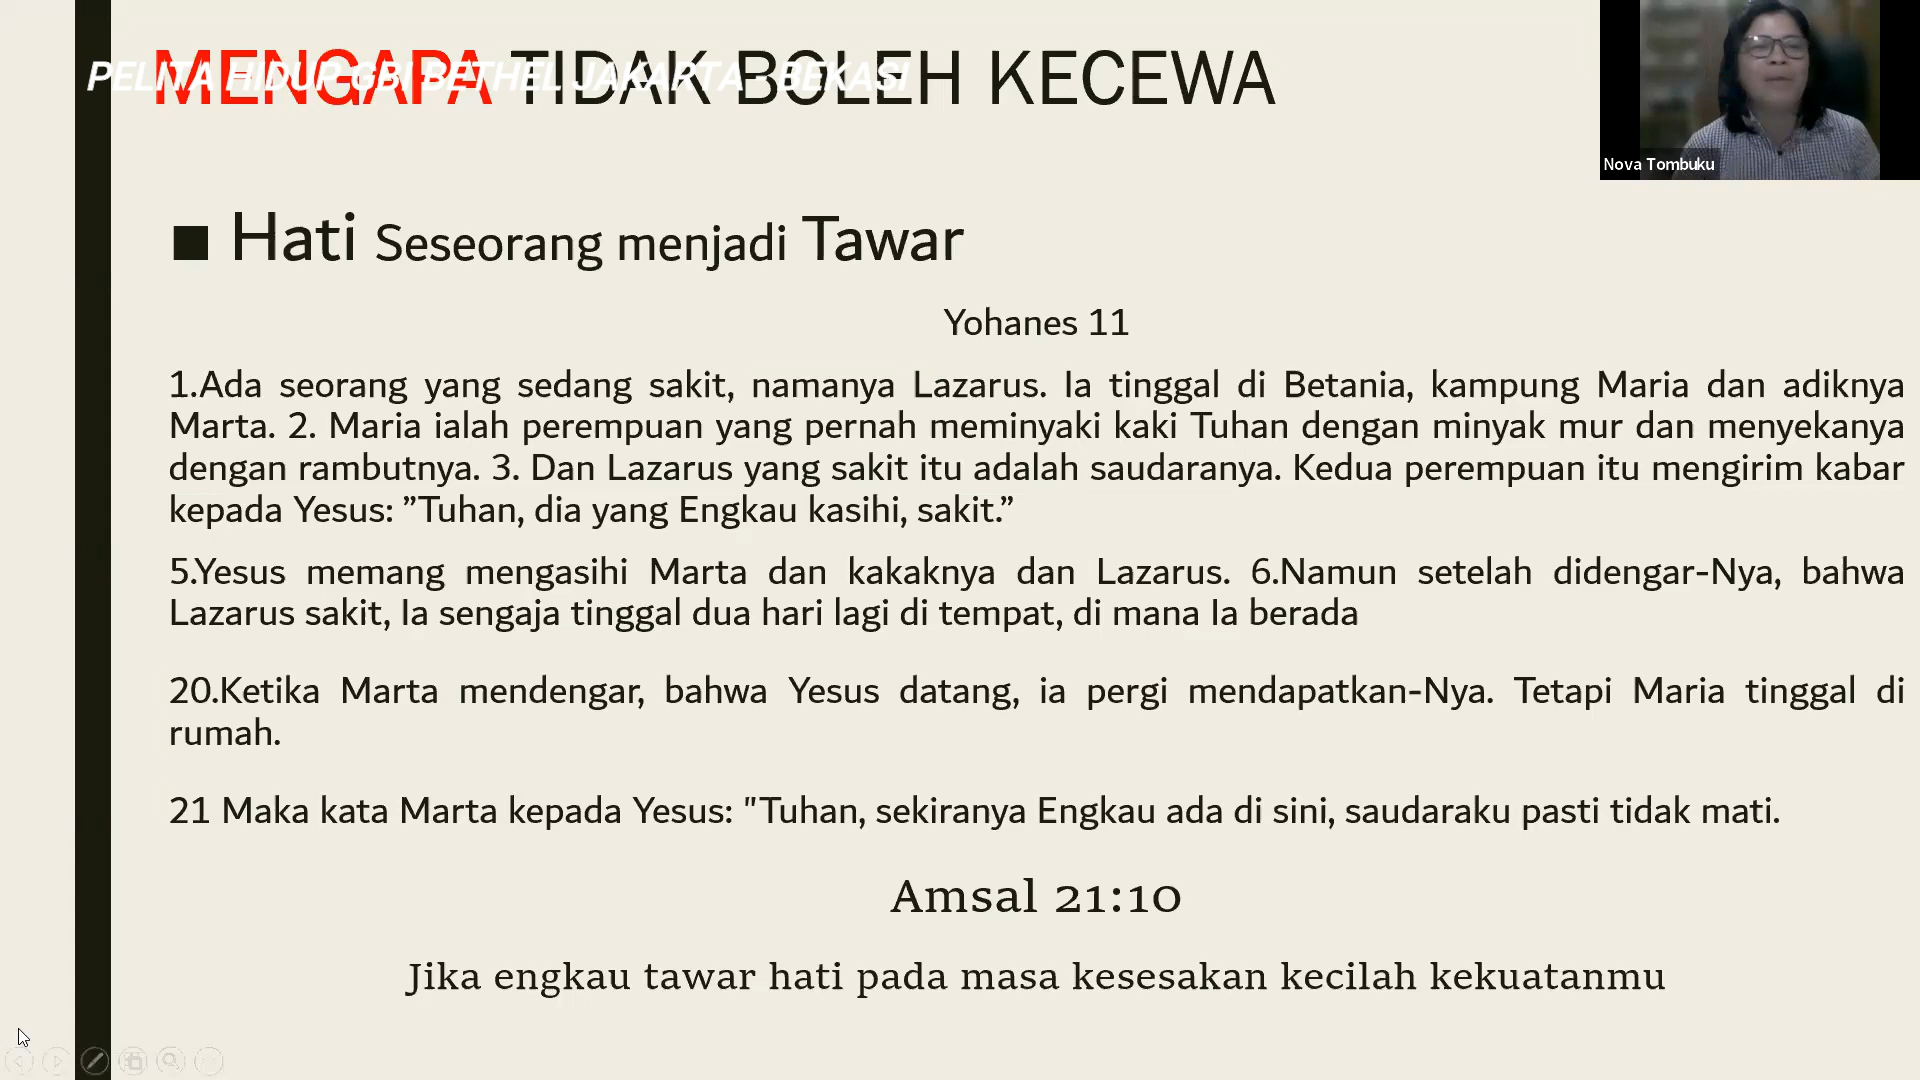 MENGAPA TIDAK BOLEH KECEWA
PELITA HIDUP GBI BETHEL JAKARTA - BEKASI
Nova Tombuku
■ Hati Seseorang menjadi Tawar
Yohanes 11
1.Ada seorang yang sedang sakit, namanya Lazarus. Ia tinggal di Betania, kampung Maria dan adiknya
Marta. 2. Maria ialah perempuan yang pernah meminyaki kaki Tuhan dengan minyak mur dan menyekanya
dengan rambutnya. 3. Dan Lazarus yang sakit itu adalah saudaranya. Kedua perempuan itu mengirim kabar
kepada Yesus: ”Tuhan, dia yang Engkau kasihi, sakit.”
5.Yesus memang mengasihi Marta dan kakaknya dan Lazarus. 6.Namun setelah didengar-Nya, bahwa
Lazarus sakit, Ia sengaja tinggal dua hari lagi di tempat, di mana Ia berada
20.Ketika Marta mendengar, bahwa Yesus datang, ia pergi mendapatkan-Nya. Tetapi Maria tinggal di
rumah.
21 Maka kata Marta kepada Yesus: "Tuhan, sekiranya Engkau ada di sini, saudaraku pasti tidak mati.
Amsal 21:10
Jika engkau tawar hati pada masa kesesakan kecilah kekuatanmu